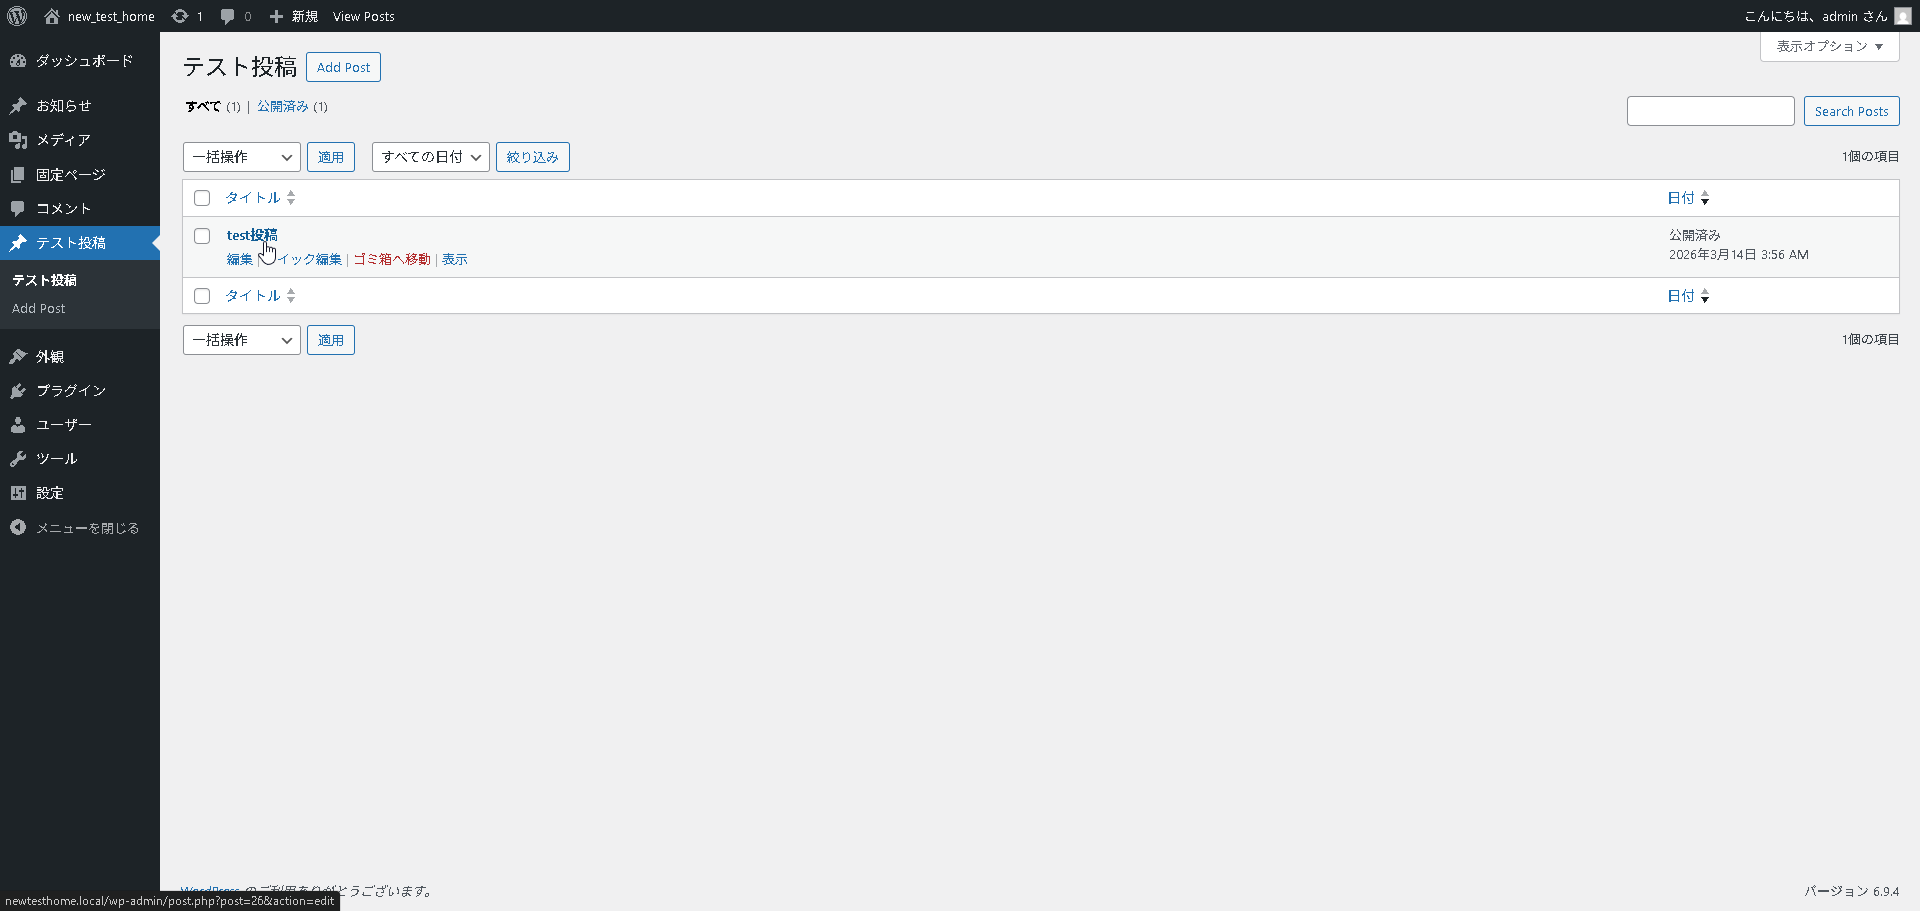 new_test_home 1 0 新規 View Posts こんにちは、admin さん
表示オプション ▼
ダッシュボード
お知らせ
メディア
固定ページ
コメント
テスト投稿
テスト投稿
Add Post
外観
プラグイン
ユーザー
ツール
設定
メニューを閉じる
テスト投稿 Add Post
すべて (1) | 公開済み (1)
Search Posts
一括操作 適用 すべての日付 絞り込み 1個の項目
タイトル 日付
test投稿 公開済み
編集 | イック編集 | ゴミ箱へ移動 | 表示 2026年3月14日 3:56 AM
タイトル 日付
一括操作 適用 1個の項目
のご利用ありがとうございます。 バージョン 6.9.4
newtesthome.local/wp-admin/post.php?post=26&action=edit